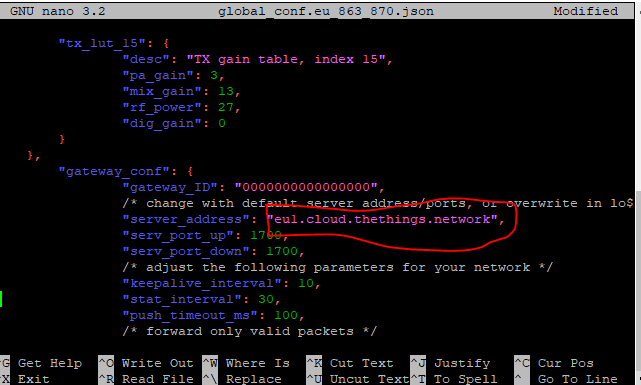 GNU nano 3.2 global_conf.eu_863_870.json Modified
"tx_lut_15": {
"desc": "TX gain table, index 15",
"pa_gain": 3,
"mix_gain": 13,
"rf_power": 27,
"dig_gain": 0
}
},
"gateway_conf": {
"gateway_ID": "0000000000000000",
/* change with default server address/ports, or overwrite in lo$
"server_address": "eu1.cloud.thethings.network",
"serv_port_up": 1700,
"serv_port_down": 1700,
/* adjust the following parameters for your network */
"keepalive_interval": 10,
"stat_interval": 30,
"push_timeout_ms": 100,
/* forward only valid packets */
^G Get Help ^O Write Out ^W Where Is ^K Cut Text ^J Justify ^C Cur Pos
^X Exit ^R Read File ^\ Replace ^U Uncut Text ^T To Spell ^_ Go To Line